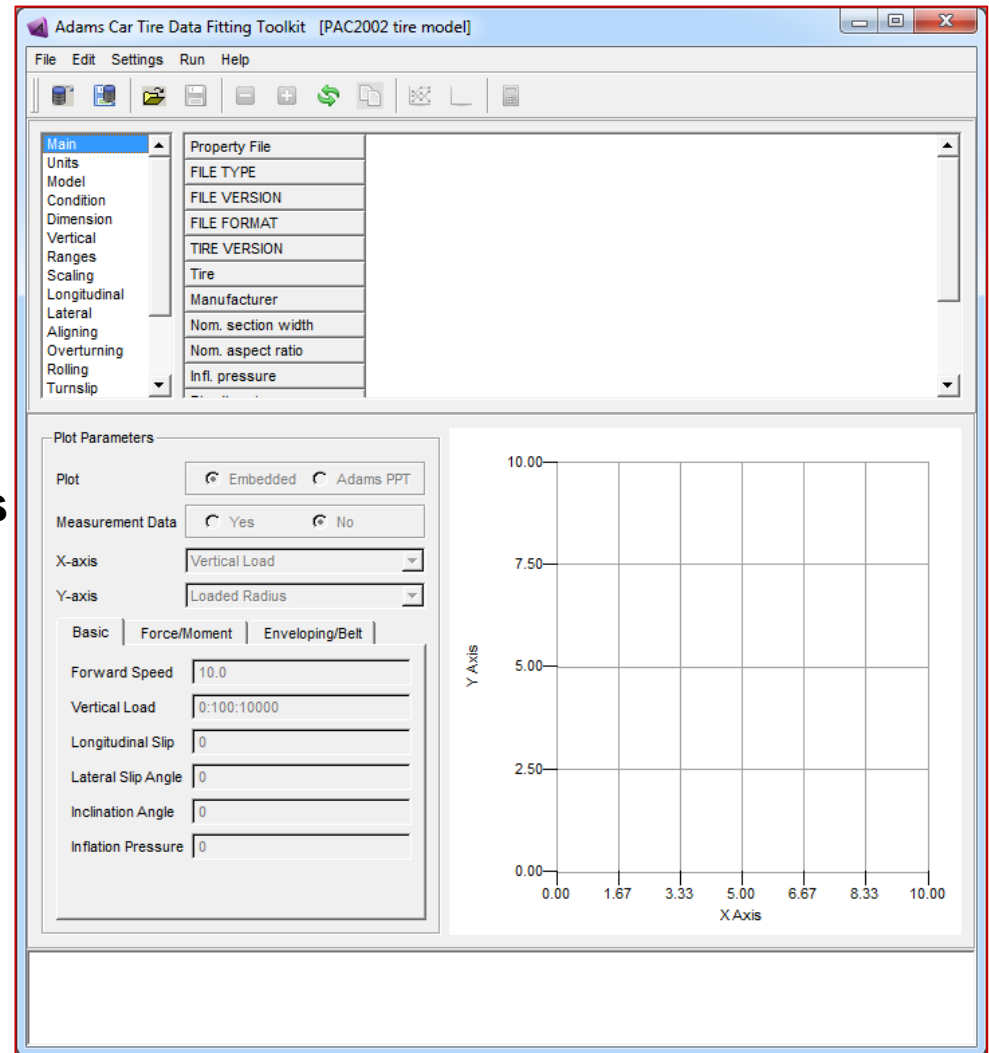 Adams Car Tire Data Fitting Toolkit [PAC2002 tire model]
File Edit Settings Run Help
Main
Units
Model
Condition
Dimension
Vertical
Ranges
Scaling
Longitudinal
Lateral
Aligning
Overturning
Rolling
Turnslip
Property File
FILE TYPE
FILE VERSION
FILE FORMAT
TIRE VERSION
Tire
Manufacturer
Nom. section width
Nom. aspect ratio
Infl. pressure
s
Plot Parameters
Plot Embedded Adams PPT
Measurement Data Yes No
X-axis Vertical Load
Y-axis Loaded Radius
Basic Force/Moment Enveloping/Belt
Forward Speed 10.0
Vertical Load 0:100:10000
Longitudinal Slip 0
Lateral Slip Angle 0
Inclination Angle 0
Inflation Pressure 0
10.00
7.50
5.00
2.50
0.00
Y Axis
0.00 1.67 3.33 5.00 6.67 8.33 10.00
X Axis